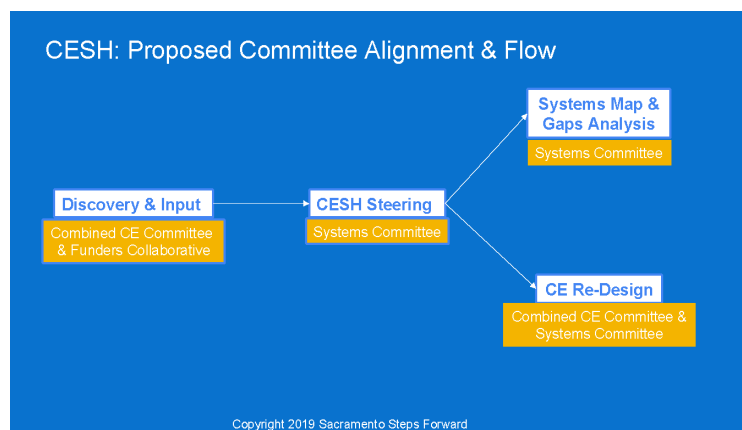 CESH: Proposed Committee Alignment & Flow
Systems Map &
Gaps Analysis
Systems Committee
Discovery & Input
Combined CE Committee
& Funders Collaborative
CESH Steering
Systems Committee
CE Re-Design
Combined CE Committee &
Systems Committee
Copyright 2019 Sacramento Steps Forward